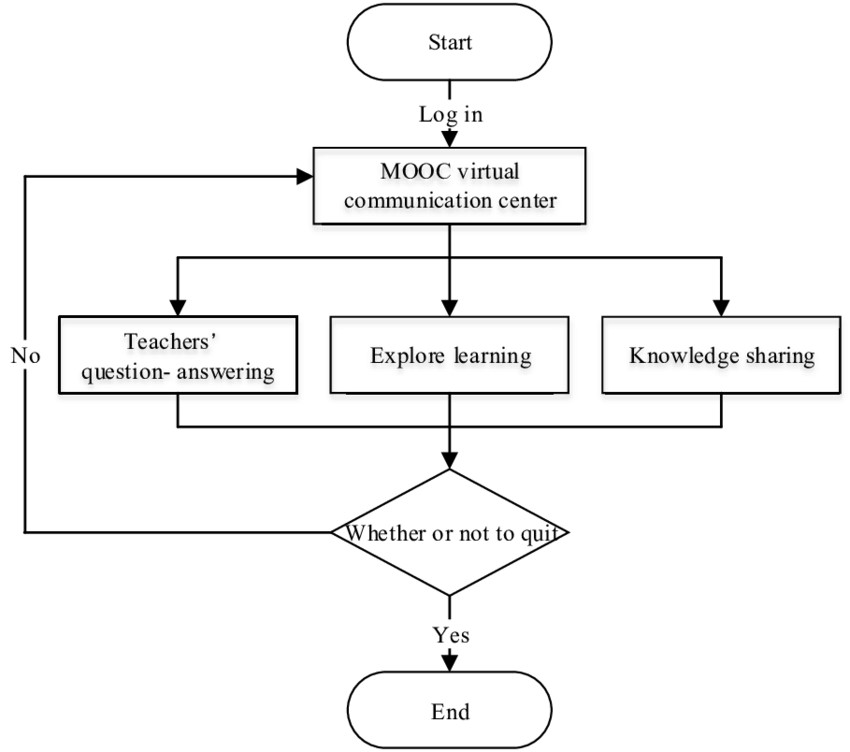 Start
Log in
MOOC virtual
communication center
Teachers’
question- answering
Explore learning
Knowledge sharing
No
Whether or not to quit
Yes
End